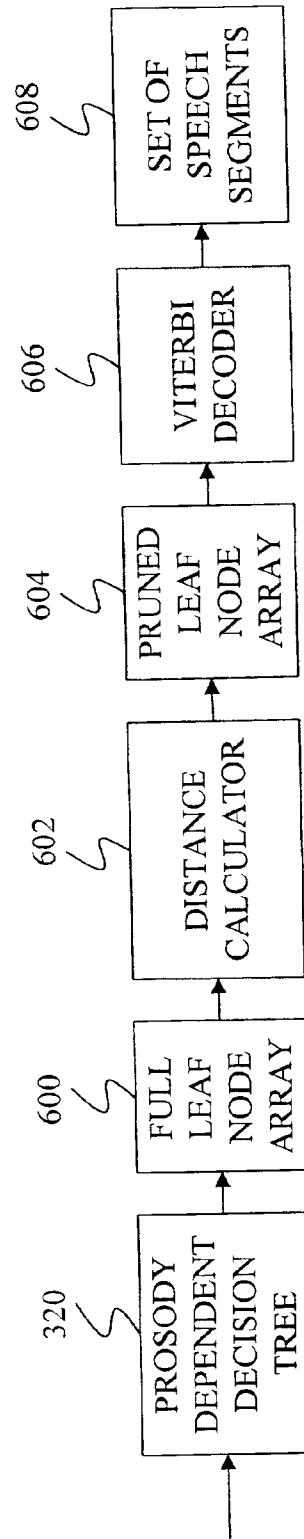 320
PROSODY
DEPENDENT
DECISION
TREE
600
FULL
LEAF
NODE
ARRAY
602
DISTANCE
CALCULATOR
604
PRUNED
LEAF
NODE
ARRAY
606
VITERBI
DECODER
608
SET OF
SPEECH
SEGMENTS